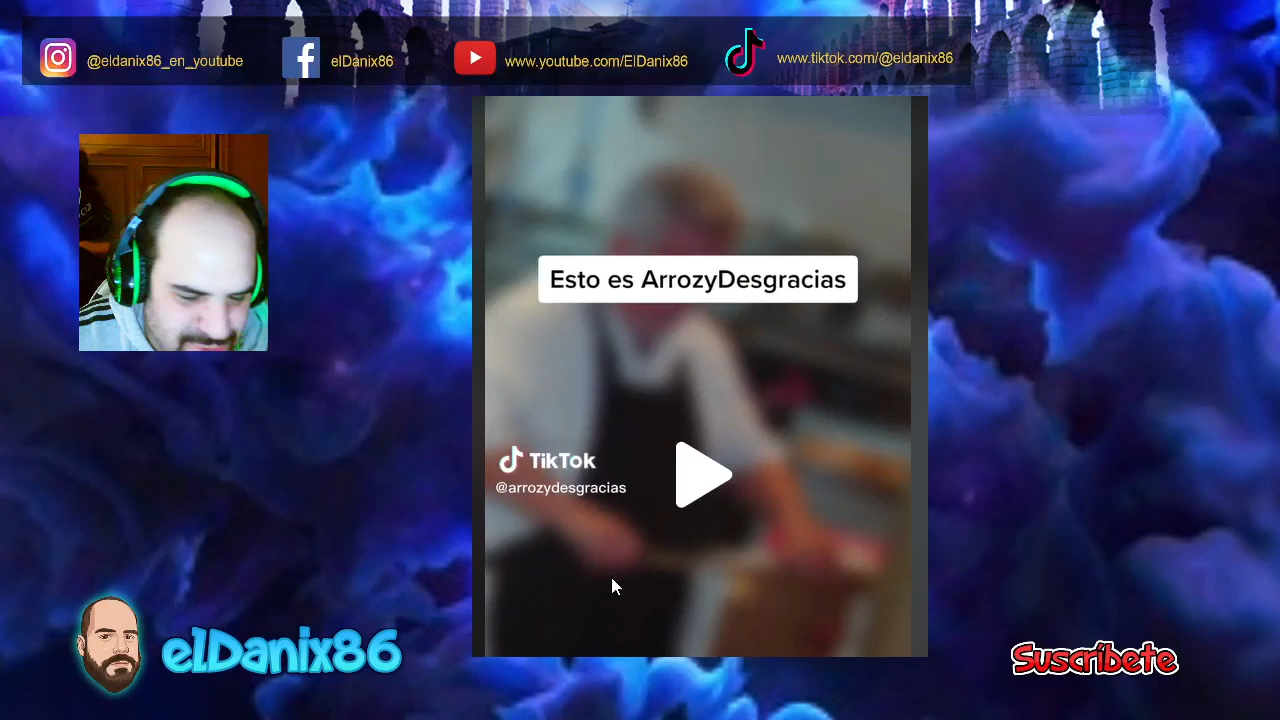 @eldanix86_en_youtube
elDanix86
www.youtube.com/ElDanix86
www.tiktok.com/@eldanix86
Esto es ArrozyDesgracias
TikTok
@arrozydesgracias
elDanix86
Suscríbete